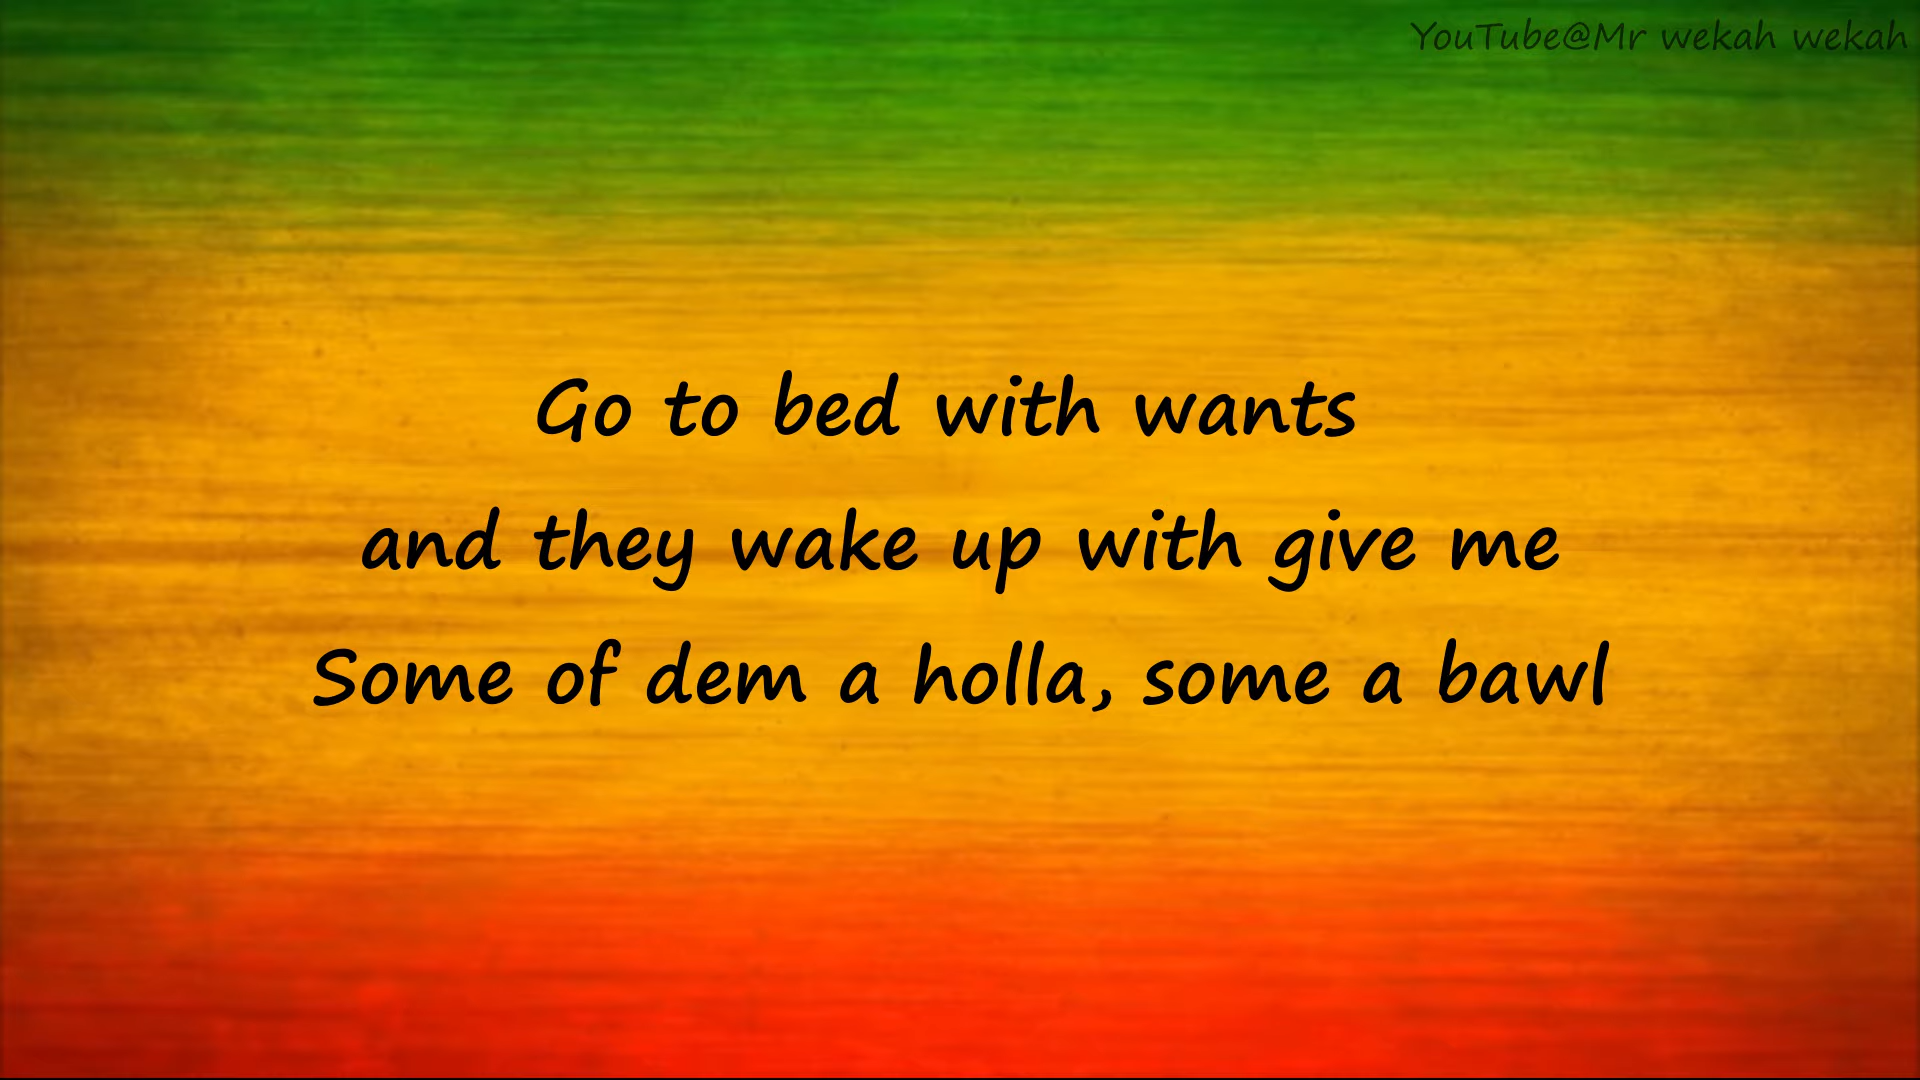 YouTube@Mr wekah wekah
Go to bed with wants
and they wake up with give me
Some of dem a holla, some a bawl